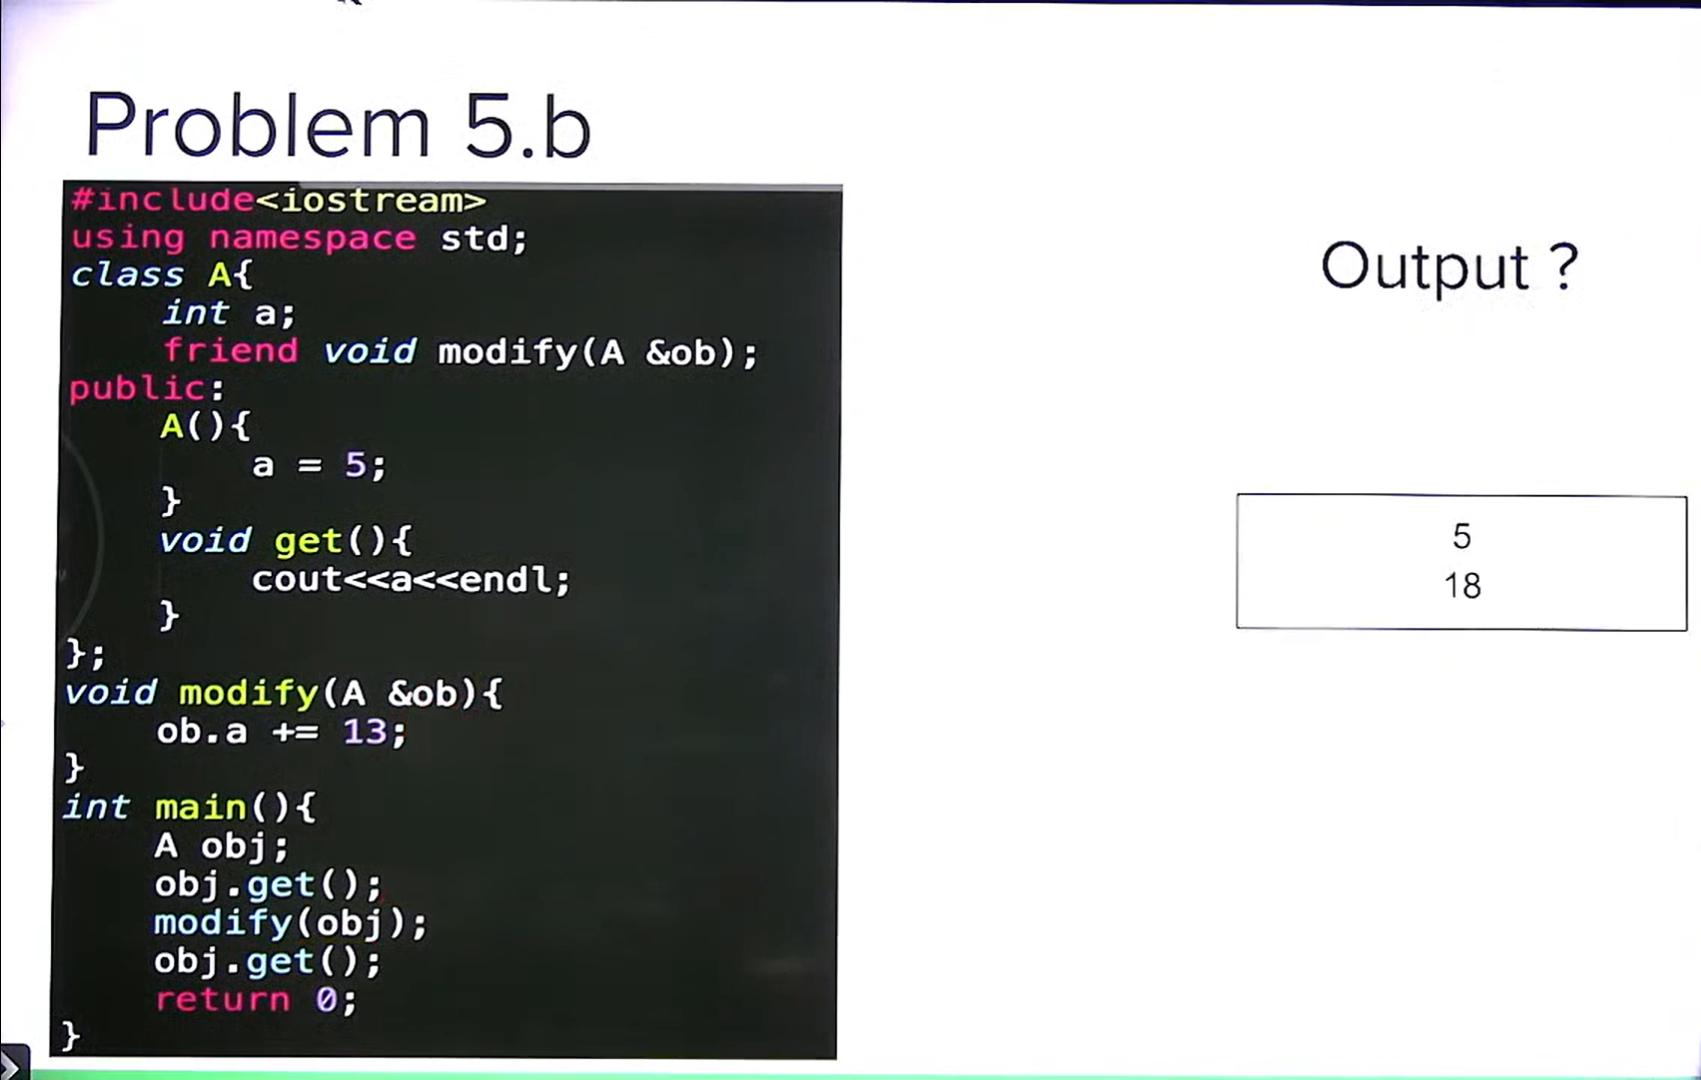 Problem 5.b
#include<iostream>
using namespace std;
class A{
    int a;
    friend void modify(A &ob);
public:
    A(){
        a = 5;
    }
    void get(){
        cout<<a<<endl;
    }
};
void modify(A &ob){
    ob.a += 13;
}
int main(){
    A obj;
    obj.get();
    modify(obj);
    obj.get();
    return 0;
}
Output ?
5
18